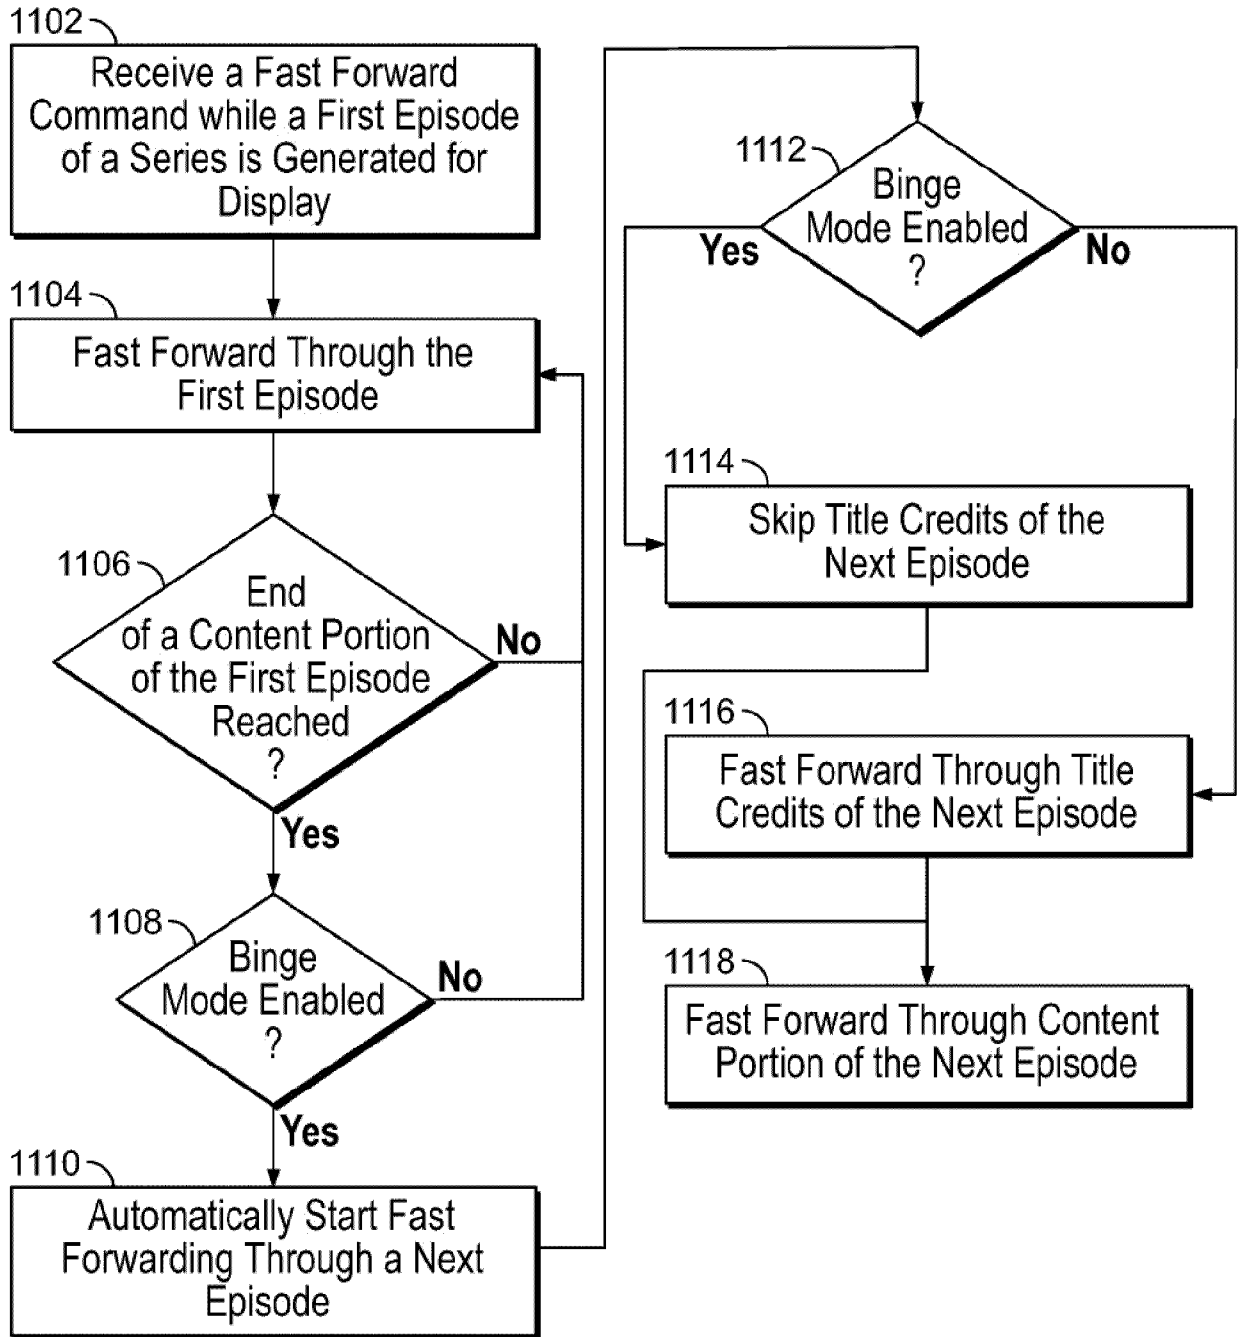 1102
Receive a Fast Forward
Command while a First Episode
of a Series is Generated for
Display
1104
Fast Forward Through the
First Episode
1106
End
of a Content Portion
of the First Episode
Reached
?
No
Yes
1108
Binge
Mode Enabled
?
No
Yes
1110
Automatically Start Fast
Forwarding Through a Next
Episode
1112
Binge
Mode Enabled
?
Yes
No
1114
Skip Title Credits of the
Next Episode
1116
Fast Forward Through Title
Credits of the Next Episode
1118
Fast Forward Through Content
Portion of the Next Episode